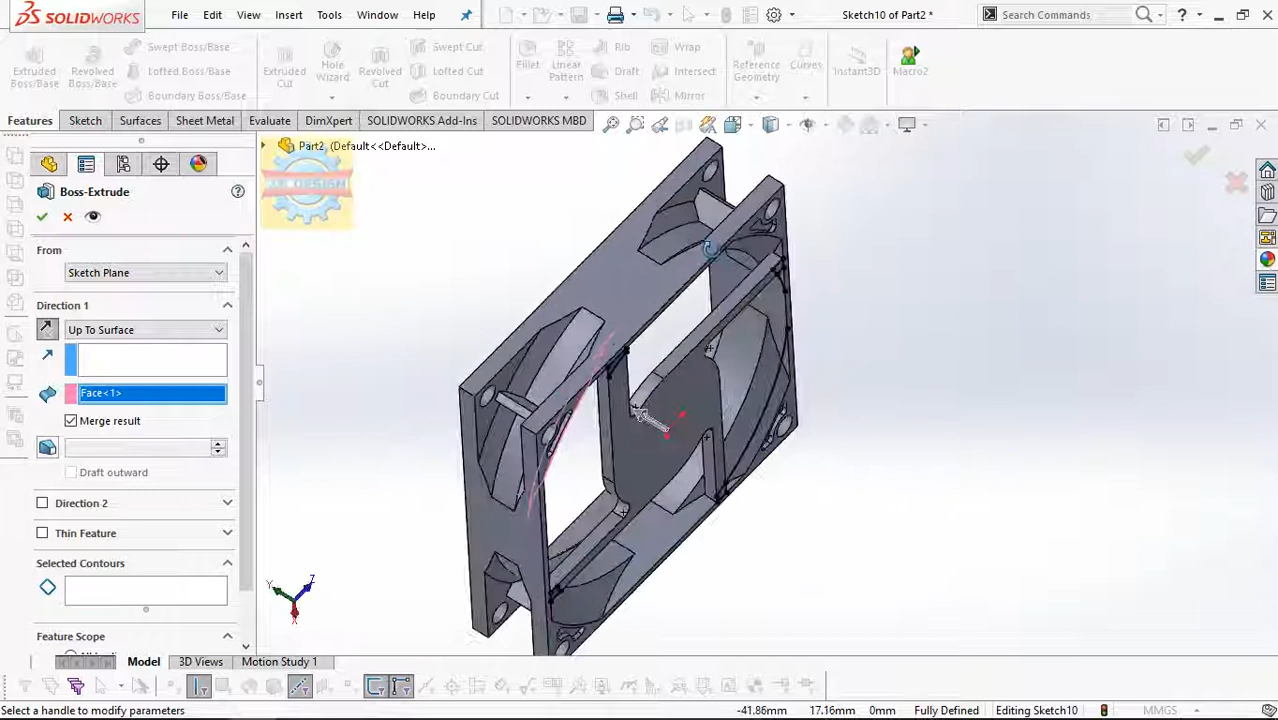 SOLIDWORKS
File
Edit
View
Insert
Tools
Window
Help
Sketch10 of Part2 *
Search Commands
?
Extruded Boss/Base
Revolved Boss/Base
Swept Boss/Base
Lofted Boss/Base
Boundary Boss/Base
Extruded Cut
Hole Wizard
Revolved Cut
Swept Cut
Lofted Cut
Boundary Cut
Fillet
Linear Pattern
Rib
Draft
Shell
Wrap
Intersect
Mirror
Reference Geometry
Curves
Instant3D
Macro2
Features
Sketch
Surfaces
Sheet Metal
Evaluate
DimXpert
SOLIDWORKS Add-Ins
SOLIDWORKS MBD
Part2 (Default<<Default>...
Boss-Extrude
From
Sketch Plane
Direction 1
Up To Surface
Face<1>
Merge result
Draft outward
Direction 2
Thin Feature
Selected Contours
Feature Scope
Y
Z
X
Model
3D Views
Motion Study 1
Select a handle to modify parameters
-41.86mm
17.16mm
0mm
Fully Defined
Editing Sketch10
MMGS